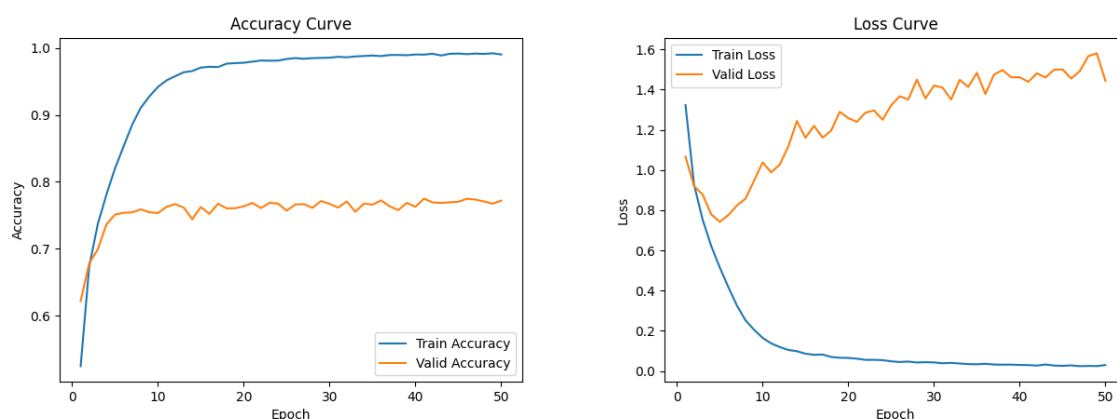 Accuracy Curve
1.0
0.9
0.8
0.7
0.6
Accuracy
0 10 20 30 40 50
Epoch
Train Accuracy
Valid Accuracy
Loss Curve
1.6
1.4
1.2
1.0
0.8
0.6
0.4
0.2
0.0
Loss
0 10 20 30 40 50
Epoch
Train Loss
Valid Loss